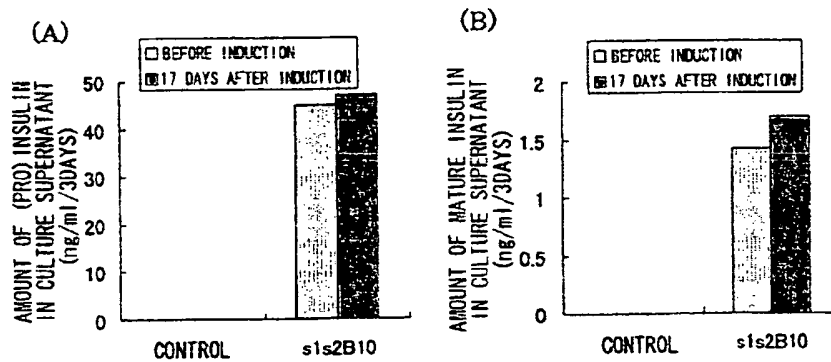 (A)
BEFORE INDUCTION
17 DAYS AFTER INDUCTION
AMOUNT OF (PRO)INSULIN
IN CULTURE SUPERNATANT
(ng/ml/3DAYS)
50
40
30
20
10
0
CONTROL
s1s2B10
(B)
BEFORE INDUCTION
17 DAYS AFTER INDUCTION
AMOUNT OF MATURE INSULIN
IN CULTURE SUPERNATANT
(ng/ml/3DAYS)
2
1.5
1
0.5
0
CONTROL
s1s2B10